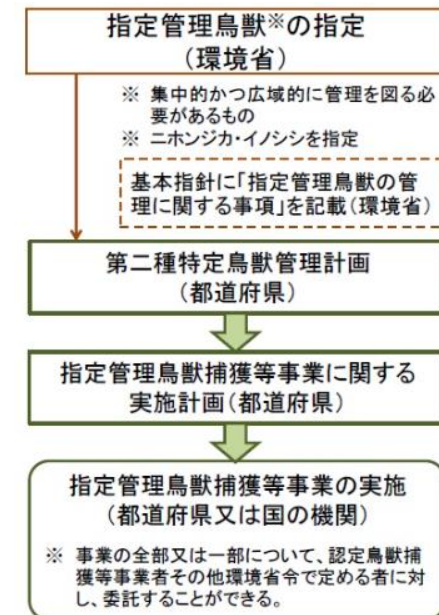 指定管理鳥獣※の指定
(環境省)
※ 集中的かつ広域的に管理を図る必
要があるもの
※ ニホンジカ・イノシシを指定
基本指針に「指定管理鳥獣の管
理に関する事項」を記載(環境省)
第二種特定鳥獣管理計画
(都道府県)
指定管理鳥獣捕獲等事業に関する
実施計画(都道府県)
指定管理鳥獣捕獲等事業の実施
(都道府県又は国の機関)
※ 事業の全部又は一部について、認定鳥獣捕
獲等事業者その他環境省令で定める者に対
し、委託することができる。